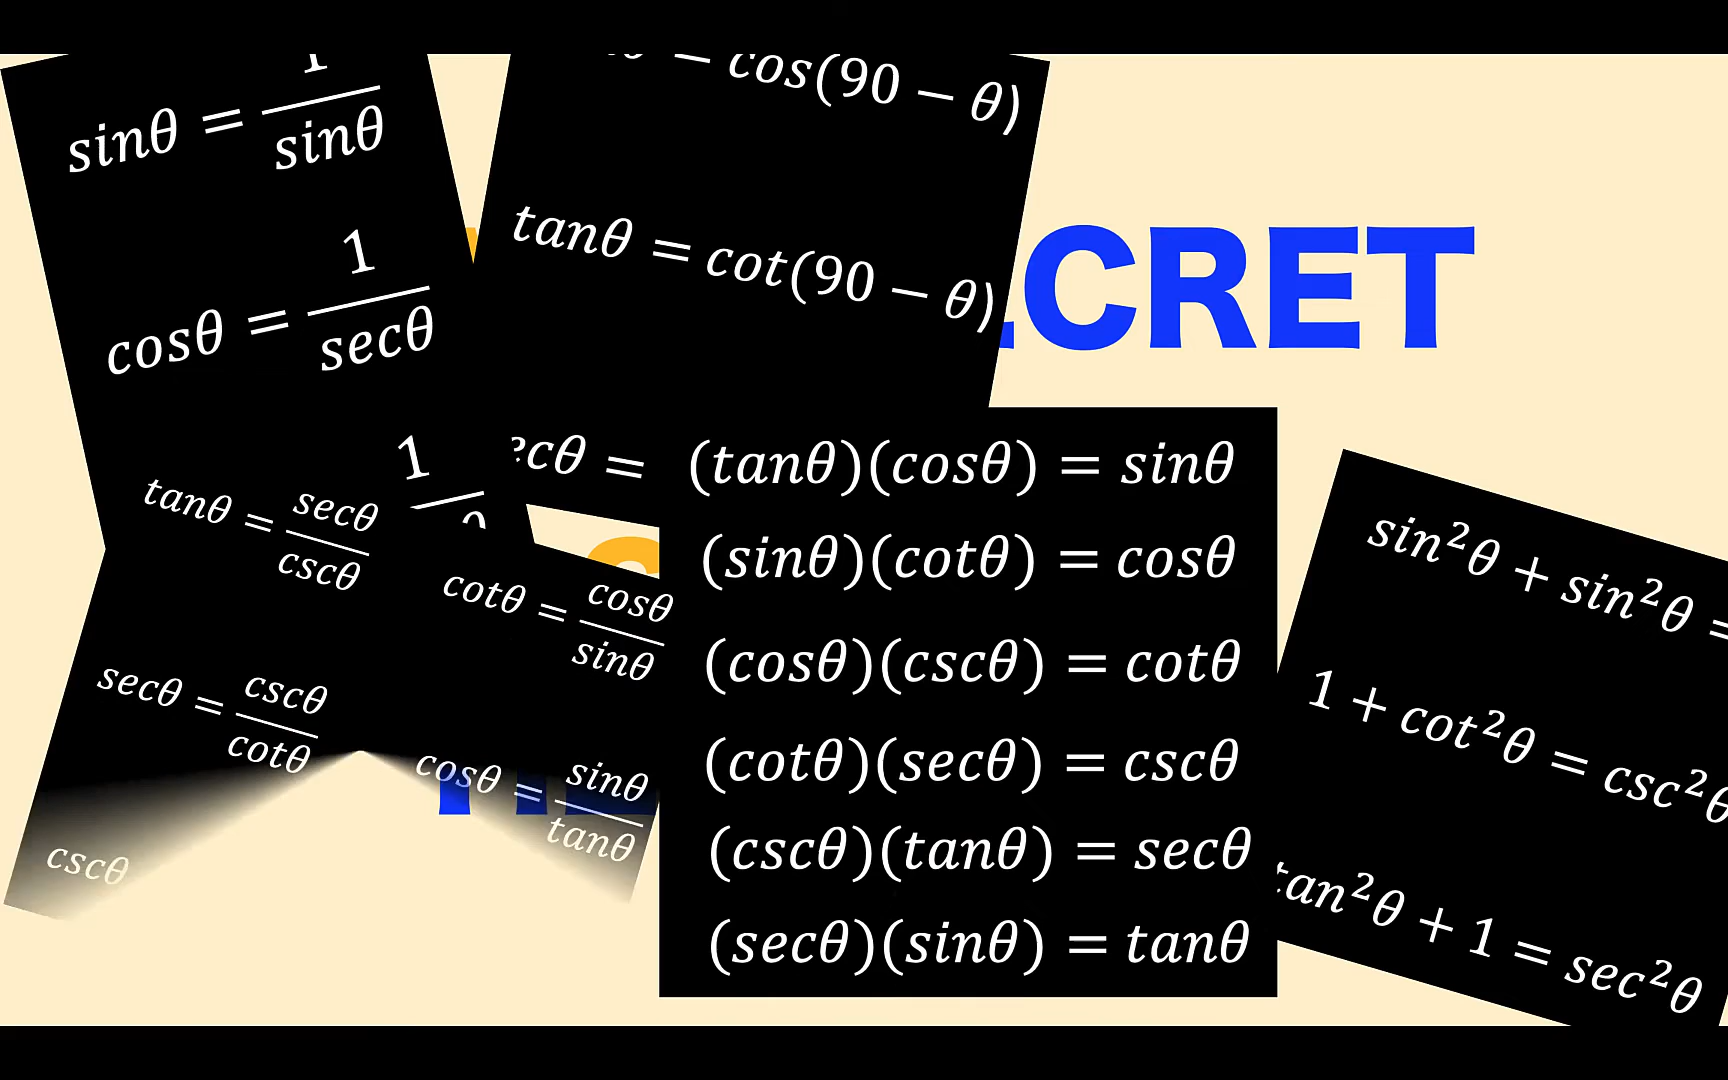 sinθ = 1/sinθ
cosθ = 1/secθ
1
= cos(90 − θ)
tanθ = cot(90 − θ)
cθ =
CRET
tanθ = secθ/cscθ
cotθ = cosθ/sinθ
secθ = cscθ/cotθ
cosθ = sinθ/tanθ
cscθ
(tanθ)(cosθ) = sinθ
(sinθ)(cotθ) = cosθ
(cosθ)(cscθ) = cotθ
(cotθ)(secθ) = cscθ
(cscθ)(tanθ) = secθ
(secθ)(sinθ) = tanθ
sin²θ + sin²θ =
1 + cot²θ = csc²θ
tan²θ + 1 = sec²θ